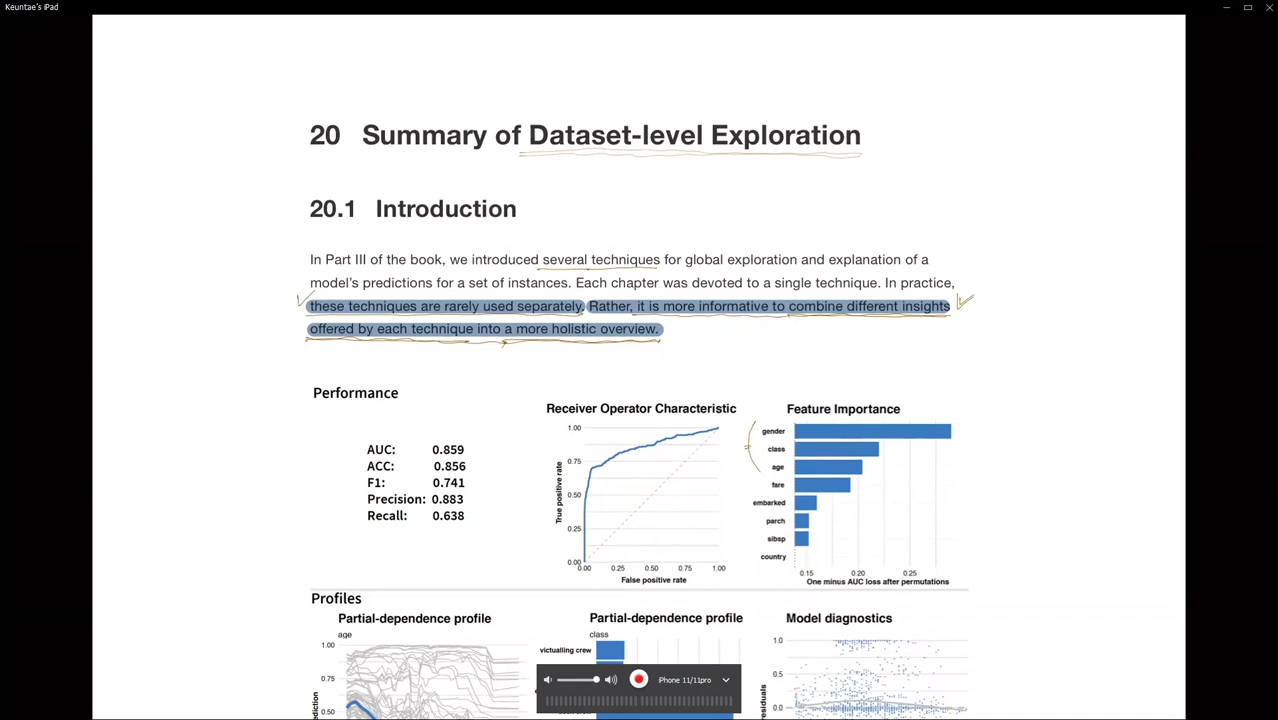 Keuntae's iPad
20 Summary of Dataset-level Exploration
20.1 Introduction
In Part III of the book, we introduced several techniques for global exploration and explanation of a
model's predictions for a set of instances. Each chapter was devoted to a single technique. In practice,
these techniques are rarely used separately. Rather, it is more informative to combine different insights
offered by each technique into a more holistic overview.
Performance
AUC: 0.859
ACC: 0.856
F1: 0.741
Precision: 0.883
Recall: 0.638
Receiver Operator Characteristic
1.00
0.75
0.50
0.25
0.00
True positive rate
0.00 0.25 0.50 0.75 1.00
False positive rate
Feature Importance
gender
class
age
fare
embarked
parch
sibsp
country
0.15 0.20 0.25
One minus AUC loss after permutations
Profiles
Partial-dependence profile
age
1.00
0.75
0.50
Partial-dependence profile
class
victualling crew
Model diagnostics
1.0
0.5
0.0
residuals
iPhone 11/11pro